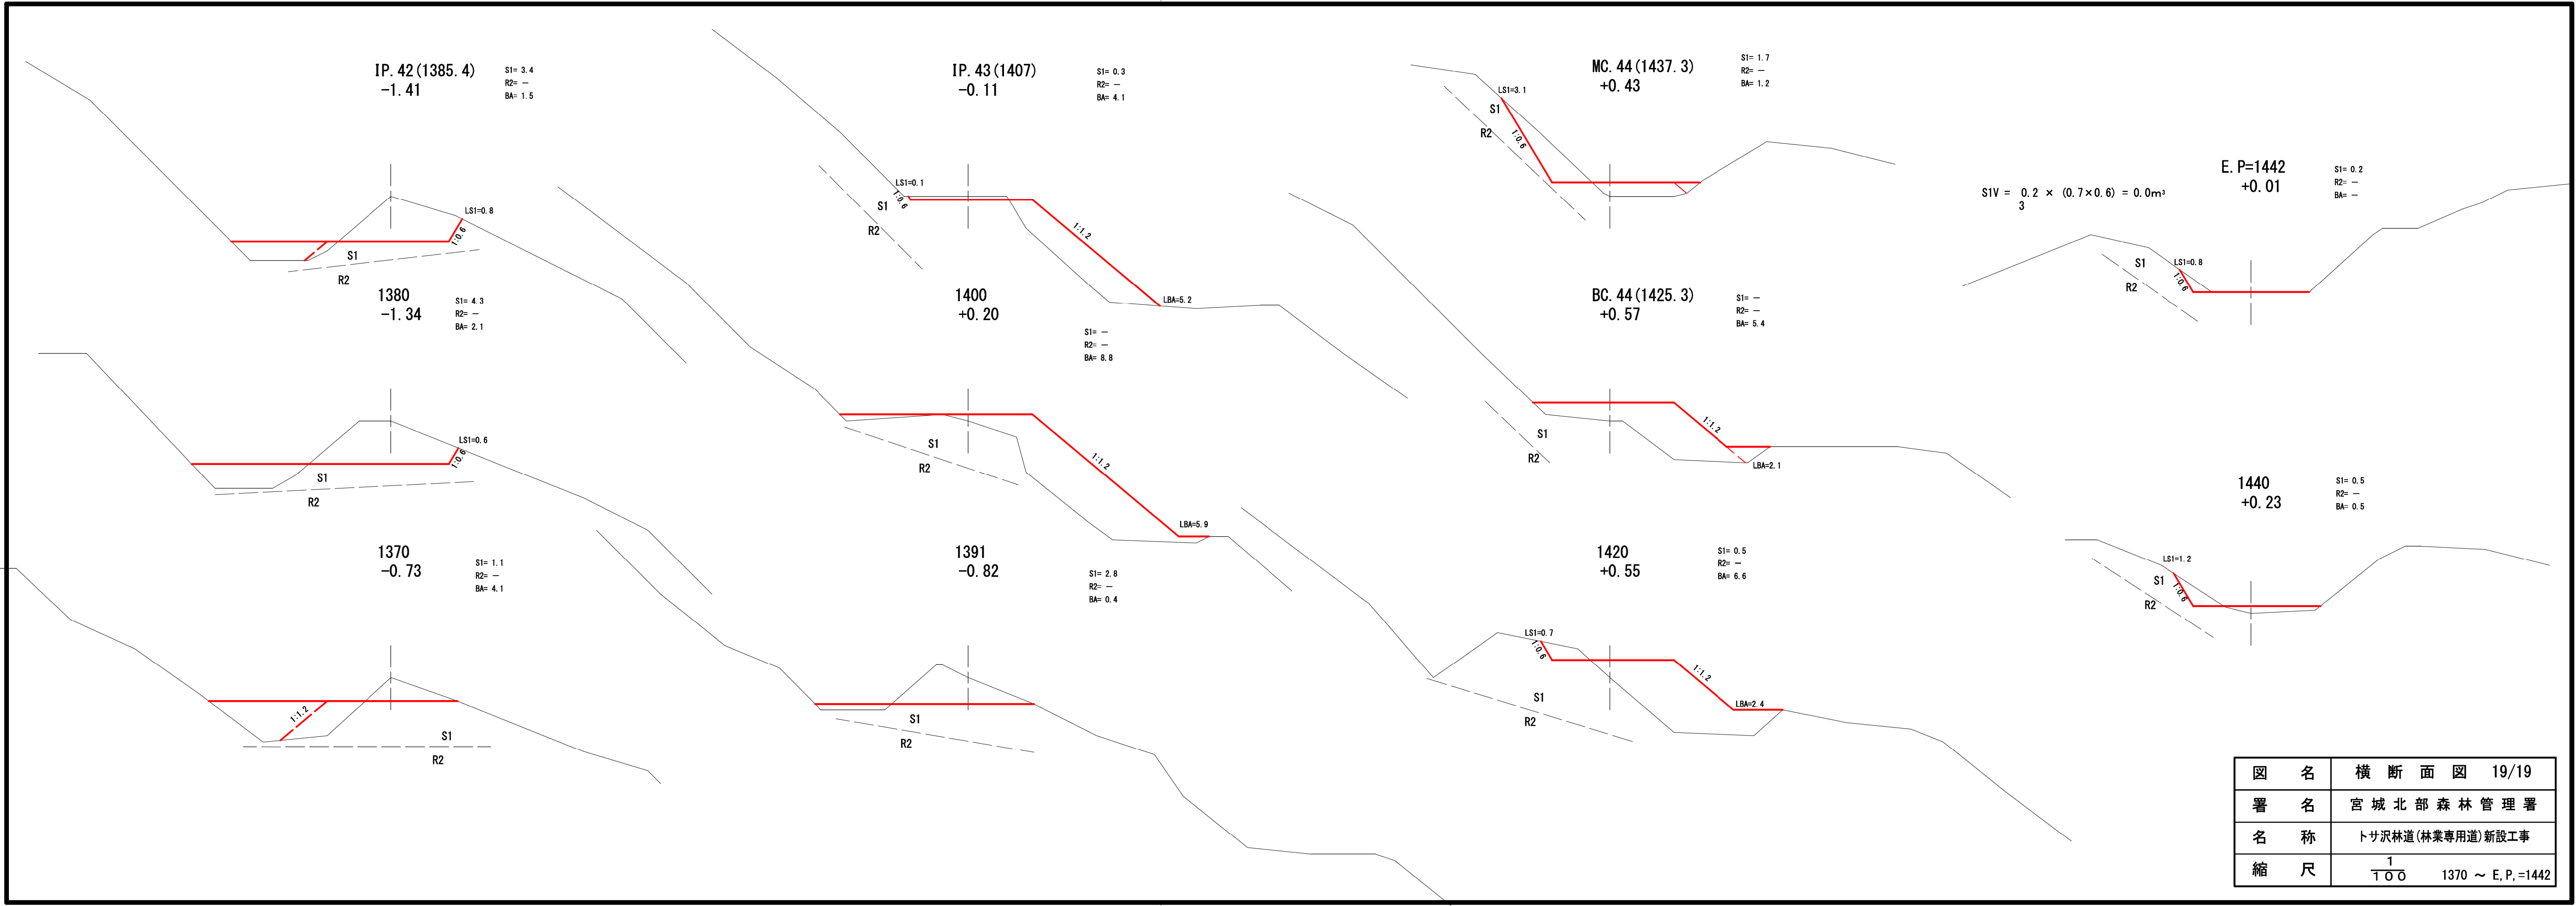 IP.42(1385.4)
-1.41
S1= 3.4
R2= －
BA= 1.5
LS1=0.8
1:0.6
S1
R2
1380
-1.34
S1= 4.3
R2= －
BA= 2.1
LS1=0.6
1:0.6
S1
R2
1370
-0.73
S1= 1.1
R2= －
BA= 4.1
1:1.2
S1
R2
IP.43(1407)
-0.11
S1= 0.3
R2= －
BA= 4.1
LS1=0.1
1:0.6
S1
R2
1:1.2
LBA=5.2
1400
+0.20
S1= －
R2= －
BA= 8.8
S1
R2
1:1.2
LBA=5.9
1391
-0.82
S1= 2.8
R2= －
BA= 0.4
S1
R2
MC.44(1437.3)
+0.43
S1= 1.7
R2= －
BA= 1.2
LS1=3.1
S1
R2
1:0.6
BC.44(1425.3)
+0.57
S1= －
R2= －
BA= 5.4
1:1.2
S1
R2
LBA=2.1
1420
+0.55
S1= 0.5
R2= －
BA= 6.6
LS1=0.7
1:0.6
1:1.2
S1
R2
LBA=2.4
E.P=1442
+0.01
S1= 0.2
R2= －
BA= －
S1V = 0.2 × (0.7×0.6) = 0.0m³
3
LS1=0.8
S1
R2
1:0.6
1440
+0.23
S1= 0.5
R2= －
BA= 0.5
LS1=1.2
S1
R2
1:0.6
図 名 横 断 面 図 19/19
署 名 宮 城 北 部 森 林 管 理 署
名 称 トサ沢林道(林業専用道)新設工事
縮 尺 1/100 1370 ～ E,P,=1442